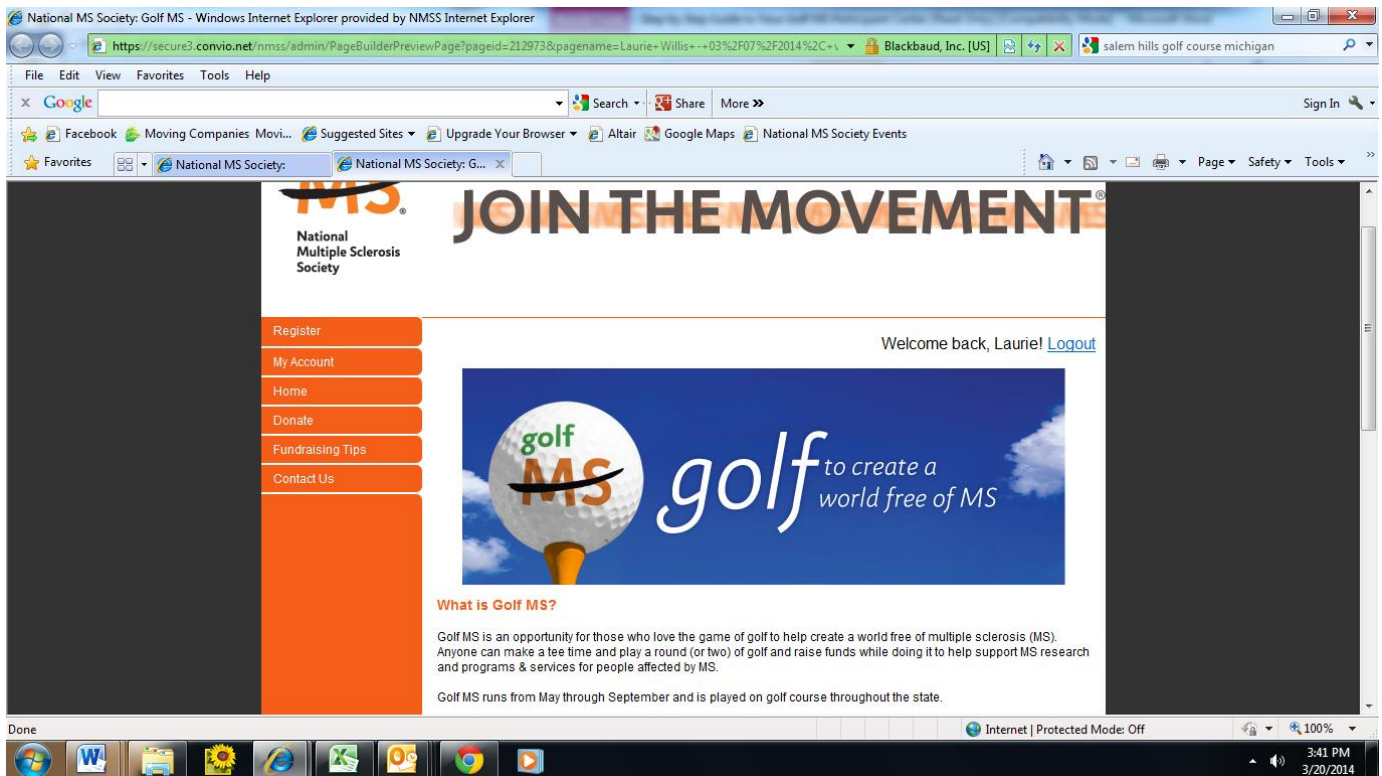 National MS Society: Golf MS - Windows Internet Explorer provided by NMSS Internet Explorer
https://secure3.convio.net/nmss/admin/PageBuilderPreviewPage?pageid=212973&pagename=Laurie+Willis+-+03%2F07%2F2014%2C+
Blackbaud, Inc. [US]
salem hills golf course michigan
File Edit View Favorites Tools Help
x Google Search Share More >> Sign In
Facebook Moving Companies Movi... Suggested Sites Upgrade Your Browser Altair Google Maps National MS Society Events
Favorites National MS Society: National MS Society: G... x Page Safety Tools >>
MS®
National
Multiple Sclerosis
Society
JOIN THE MOVEMENT®
Register
My Account
Home
Donate
Fundraising Tips
Contact Us
Welcome back, Laurie! Logout
golf
MS
golf to create a
world free of MS
What is Golf MS?
Golf MS is an opportunity for those who love the game of golf to help create a world free of multiple sclerosis (MS).
Anyone can make a tee time and play a round (or two) of golf and raise funds while doing it to help support MS research
and programs & services for people affected by MS.
Golf MS runs from May through September and is played on golf course throughout the state.
Done Internet | Protected Mode: Off 100%
3:41 PM
3/20/2014